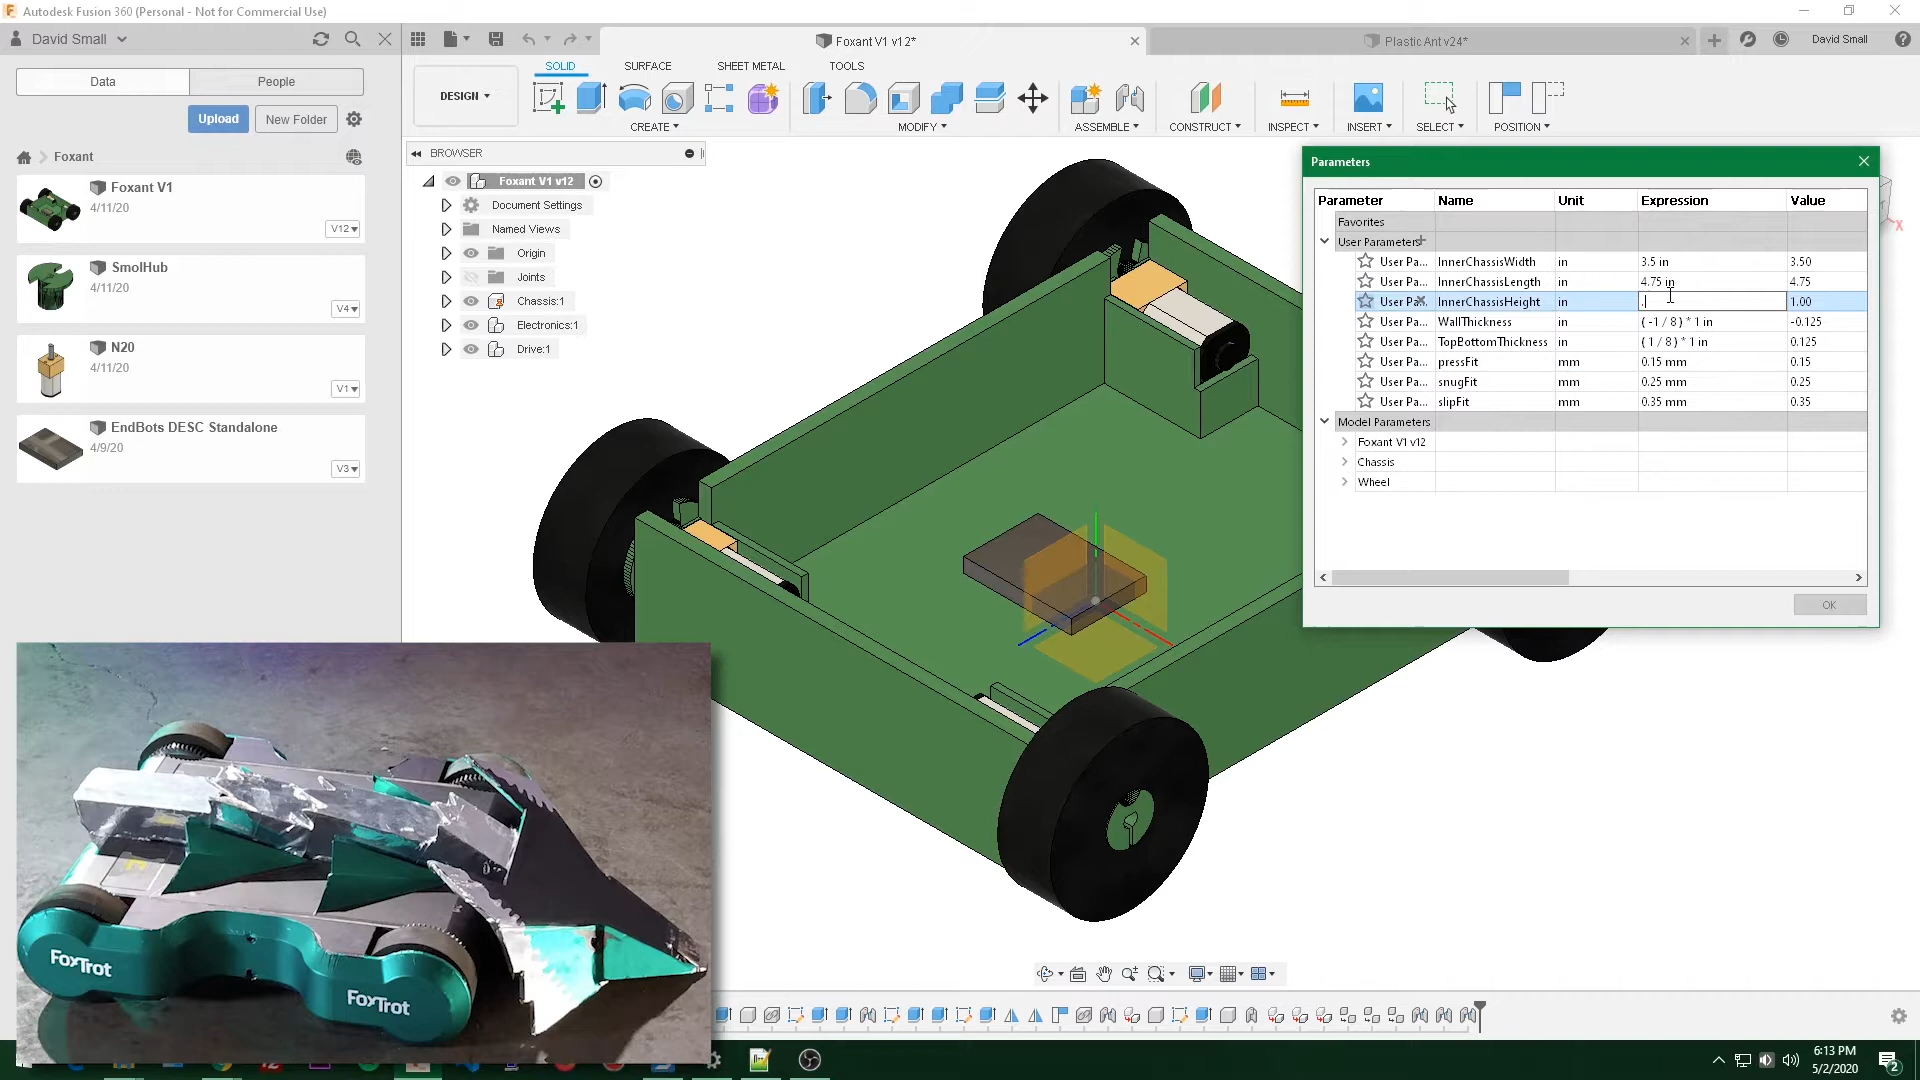 Autodesk Fusion 360 (Personal - Not for Commercial Use)
David Small
Foxant V1 v12*
Plastic Ant v24*
David Small
Data
People
Upload
New Folder
Foxant
Foxant V1
4/11/20
V12
SmolHub
4/11/20
V4
N20
4/11/20
V1
EndBots DESC Standalone
4/9/20
V3
DESIGN
SOLID
SURFACE
SHEET METAL
TOOLS
CREATE
MODIFY
ASSEMBLE
CONSTRUCT
INSPECT
INSERT
SELECT
POSITION
BROWSER
Foxant V1 v12
Document Settings
Named Views
Origin
Joints
Chassis:1
Electronics:1
Drive:1
Parameters
Parameter Name Unit Expression Value
Favorites
User Parameters
User Pa... InnerChassisWidth in 3.5 in 3.50
User Pa... InnerChassisLength in 4.75 in 4.75
User Pa. InnerChassisHeight in . 1.00
User Pa... WallThickness in ( -1 / 8 ) * 1 in -0.125
User Pa... TopBottomThickness in ( 1 / 8 ) * 1 in 0.125
User Pa... pressFit mm 0.15 mm 0.15
User Pa... snugFit mm 0.25 mm 0.25
User Pa... slipFit mm 0.35 mm 0.35
Model Parameters
Foxant V1 v12
Chassis
Wheel
OK
X
FoxTrot
FoxTrot
6:13 PM
5/2/2020
2